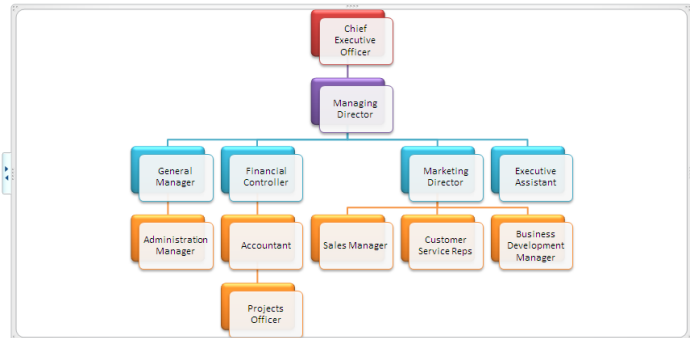 Chief
Executive
Officer
Managing
Director
General
Manager
Financial
Controller
Marketing
Director
Executive
Assistant
Administration
Manager
Accountant
Sales Manager
Customer
Service Reps
Business
Development
Manager
Projects
Officer